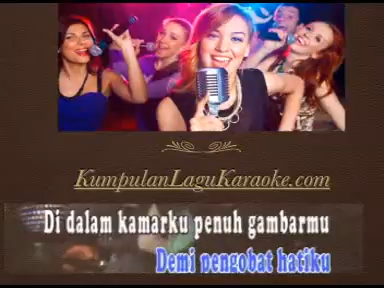 KumpulanLaguKaraoke.com
Di dalam kamarku penuh gambarmu
Demi pengobat hatiku